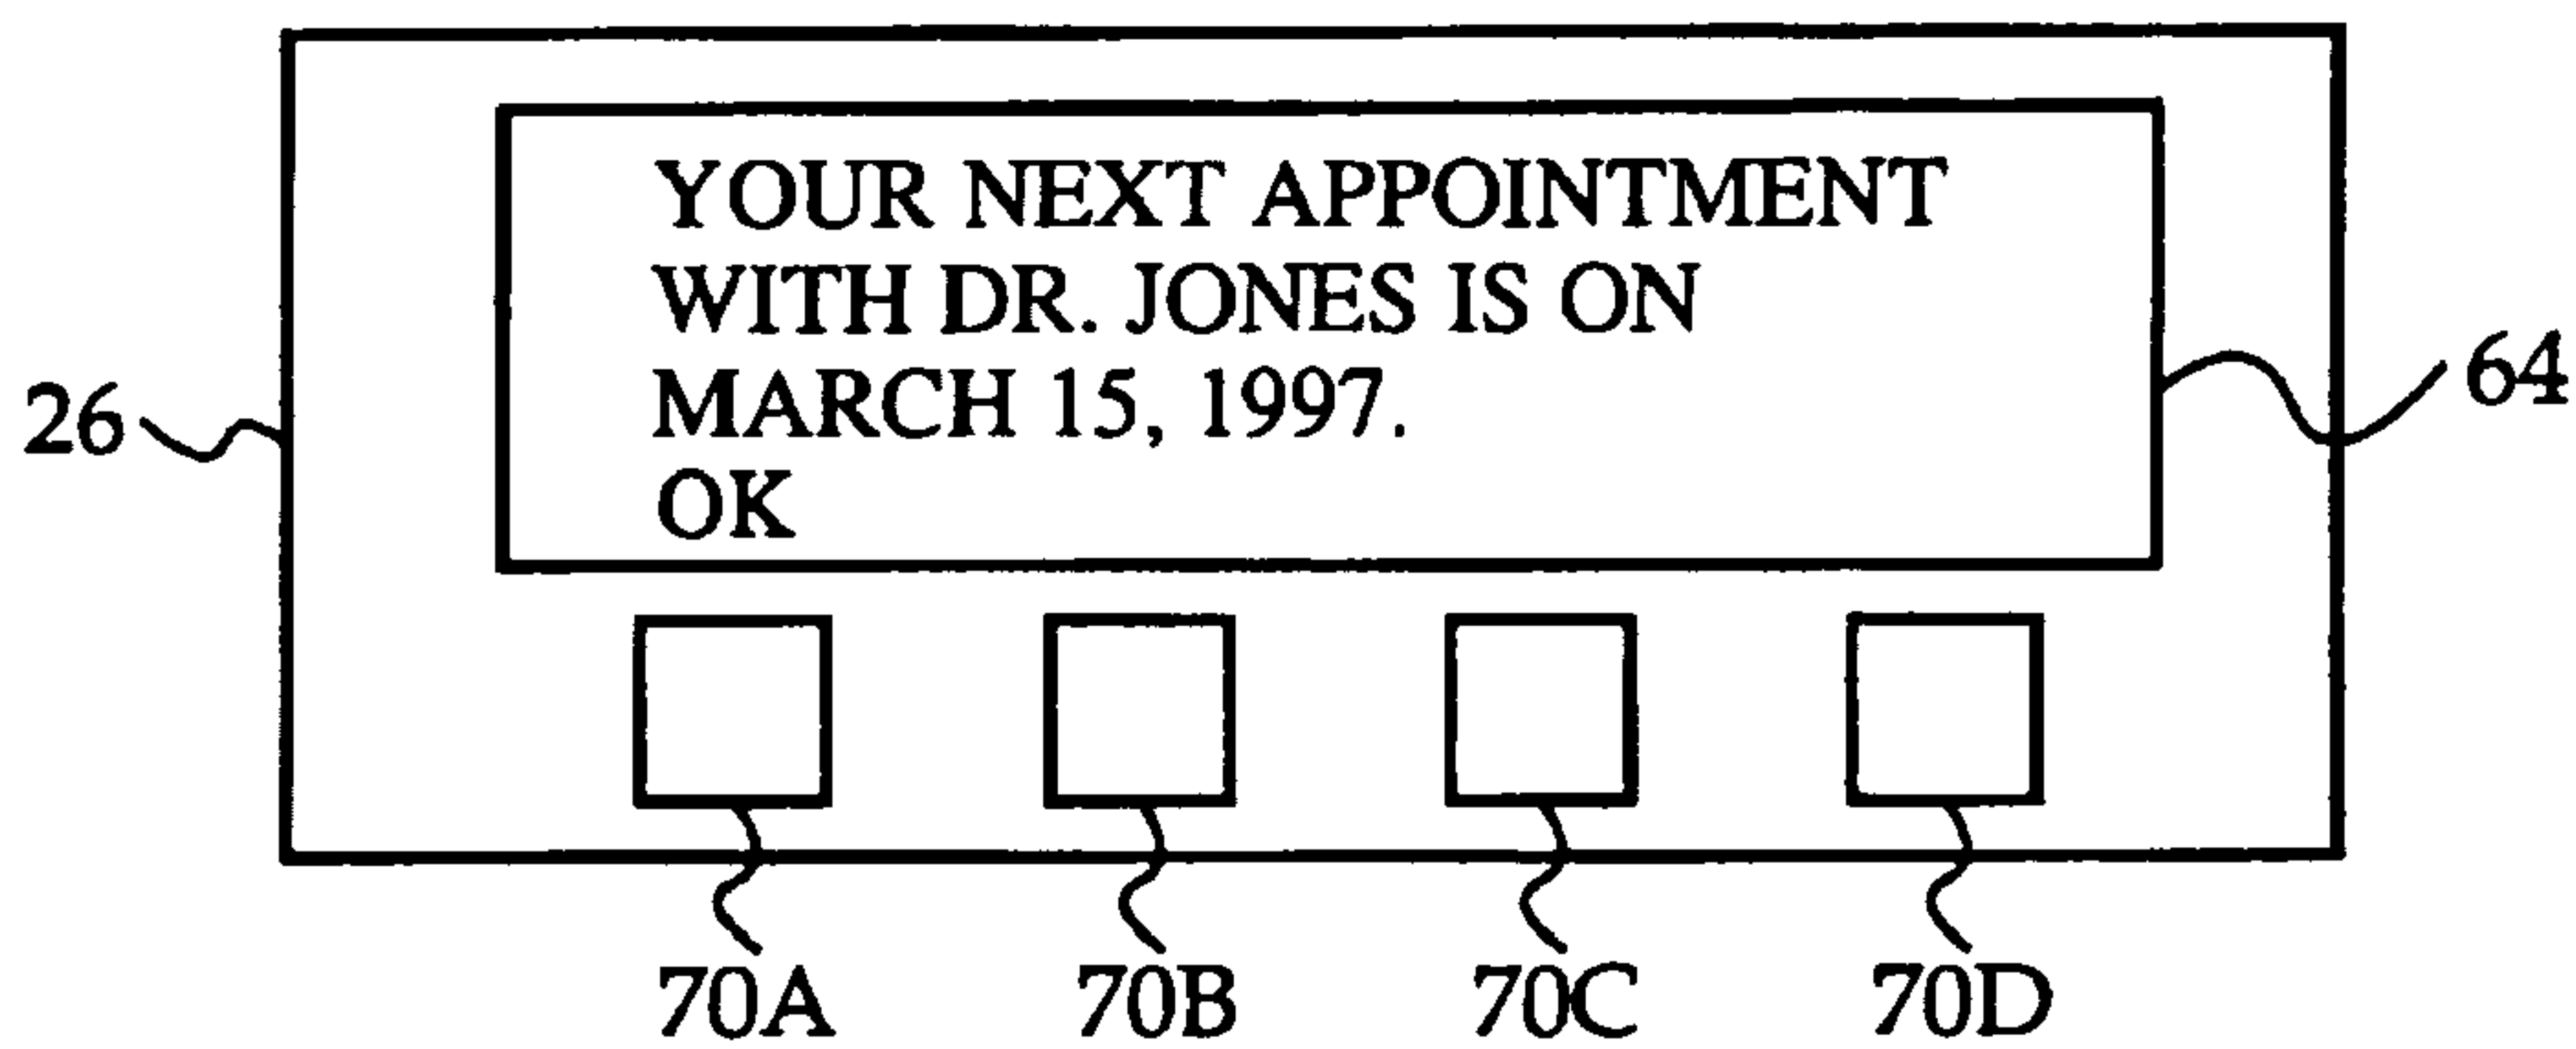 YOUR NEXT APPOINTMENT
WITH DR. JONES IS ON
MARCH 15, 1997.
OK
26
64
70A 70B 70C 70D